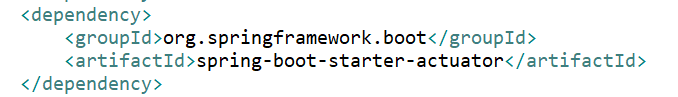 <dependency>
    <groupId>org.springframework.boot</groupId>
    <artifactId>spring-boot-starter-actuator</artifactId>
</dependency>